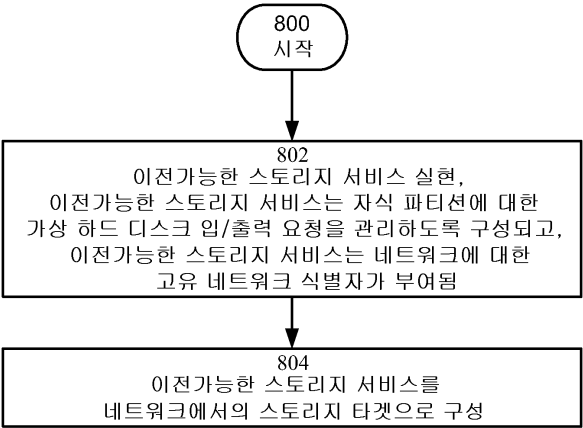 800
시작
802
이전가능한 스토리지 서비스 실현,
이전가능한 스토리지 서비스는 자식 파티션에 대한
가상 하드 디스크 입/출력 요청을 관리하도록 구성되고,
이전가능한 스토리지 서비스는 네트워크에 대한
고유 네트워크 식별자가 부여됨
804
이전가능한 스토리지 서비스를
네트워크에서의 스토리지 타겟으로 구성